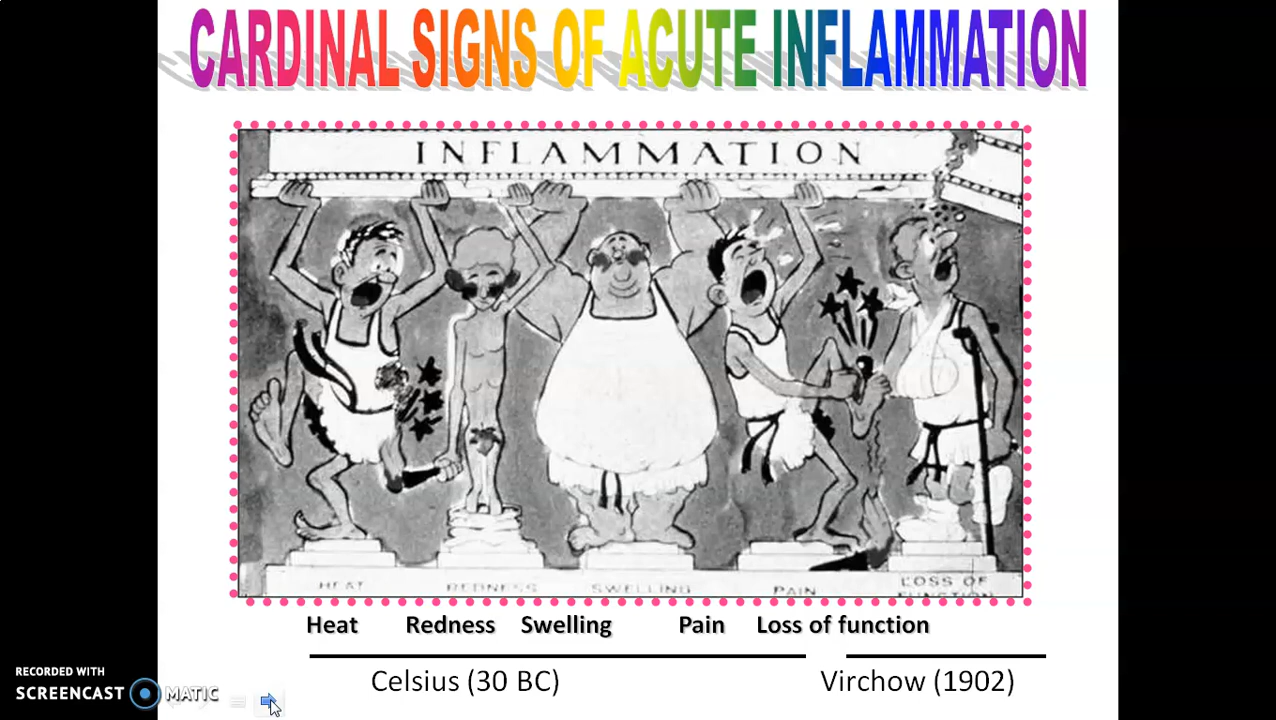 CARDINAL SIGNS OF ACUTE INFLAMMATION
INFLAMMATION
HEAT REDNESS SWELLING PAIN LOSS OF
FUNCTION
Heat Redness Swelling Pain Loss of function
Celsius (30 BC) Virchow (1902)
RECORDED WITH
SCREENCAST MATIC